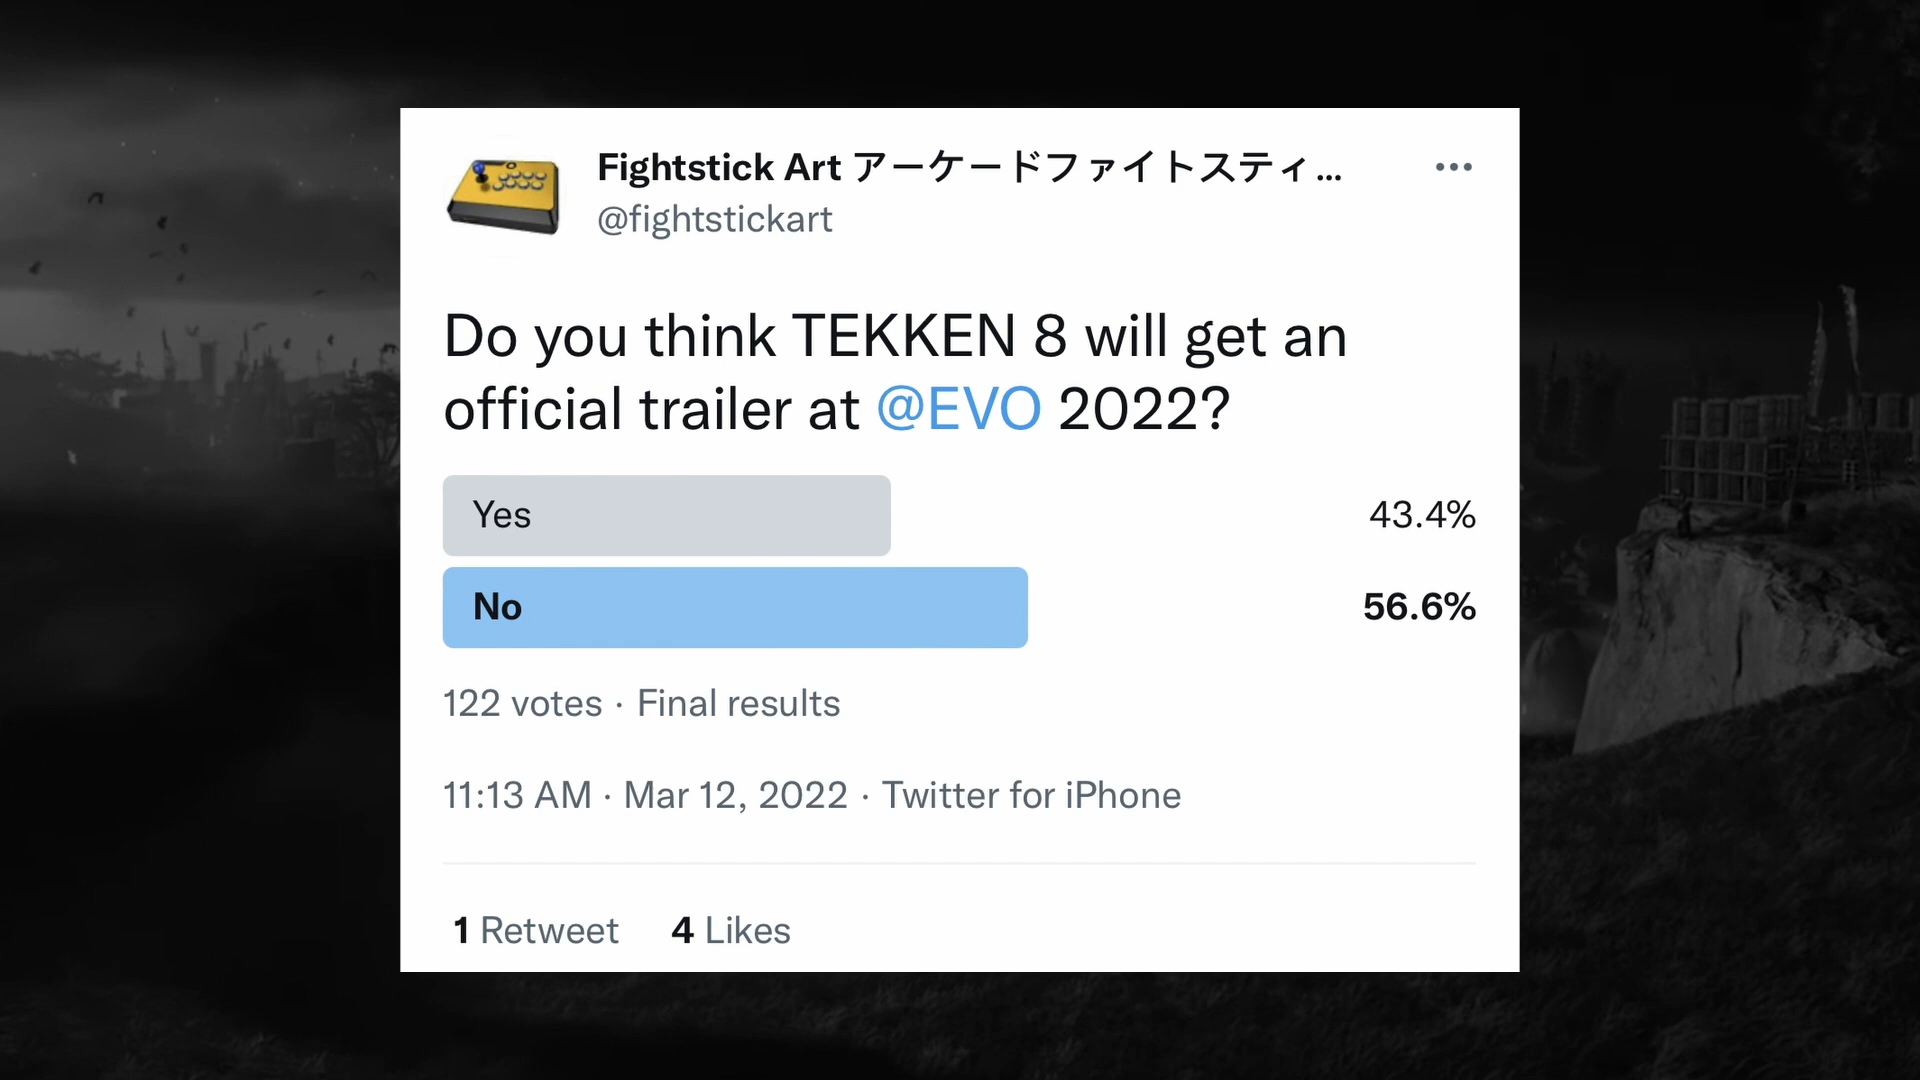 Fightstick Art アーケードファイトスティ...
@fightstickart
Do you think TEKKEN 8 will get an
official trailer at @EVO 2022?
Yes 43.4%
No 56.6%
122 votes · Final results
11:13 AM · Mar 12, 2022 · Twitter for iPhone
1 Retweet 4 Likes